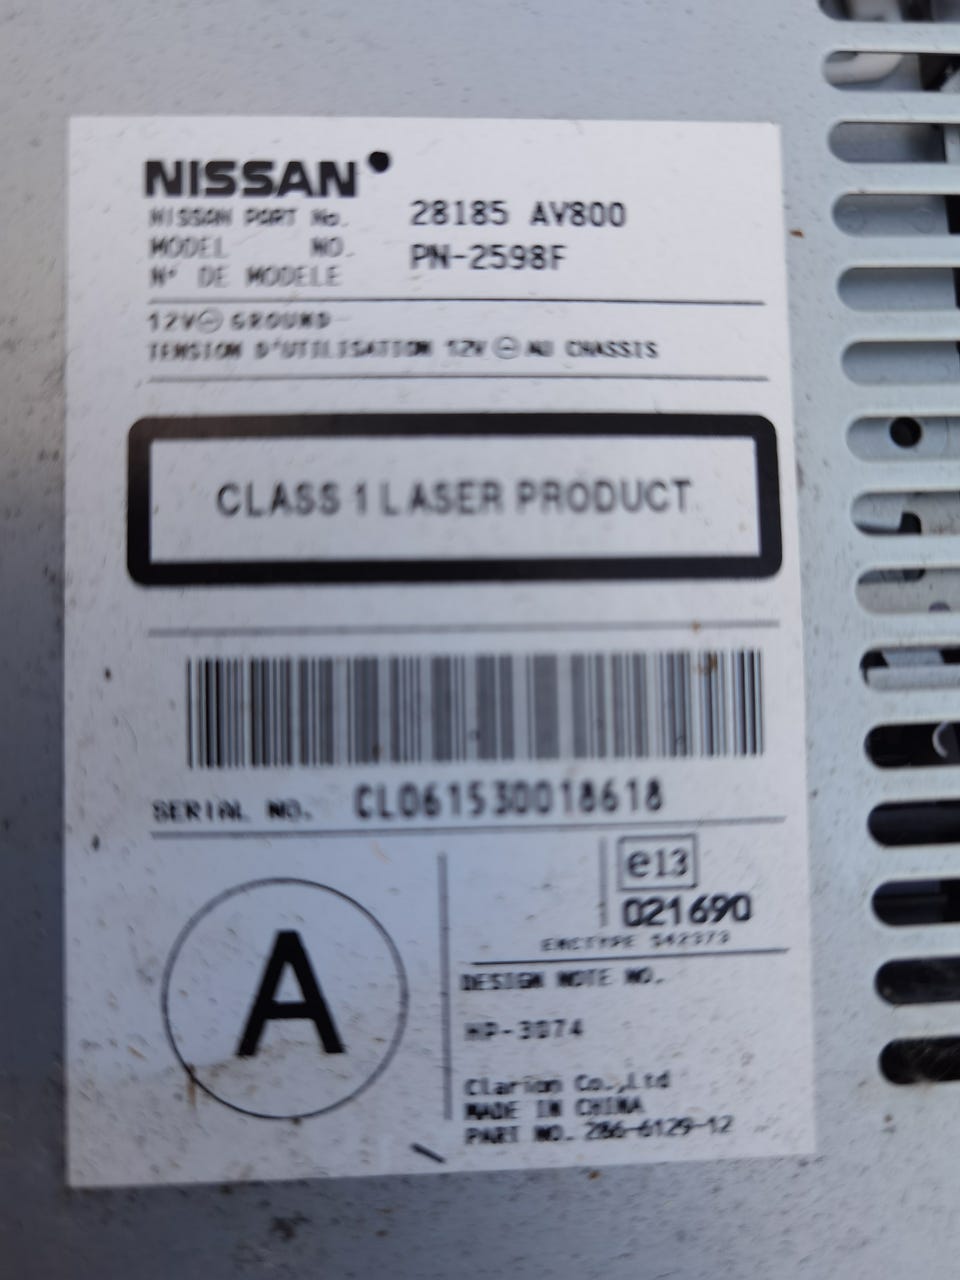 NISSAN
NISSAN PART No. 28185 AV800
MODEL NO. PN-2598F
N° DE MODELE
12V⊖ GROUND
TENSION D'UTILISATION 12V ⊖ AU CHASSIS
CLASS 1 LASER PRODUCT
SERIAL NO. CL061530018618
e13
021690
EMCTYPE 542373
A
DESIGN NOTE NO.
HP-3074
Clarion Co.,Ltd
MADE IN CHINA
PART NO. 286-6129-12